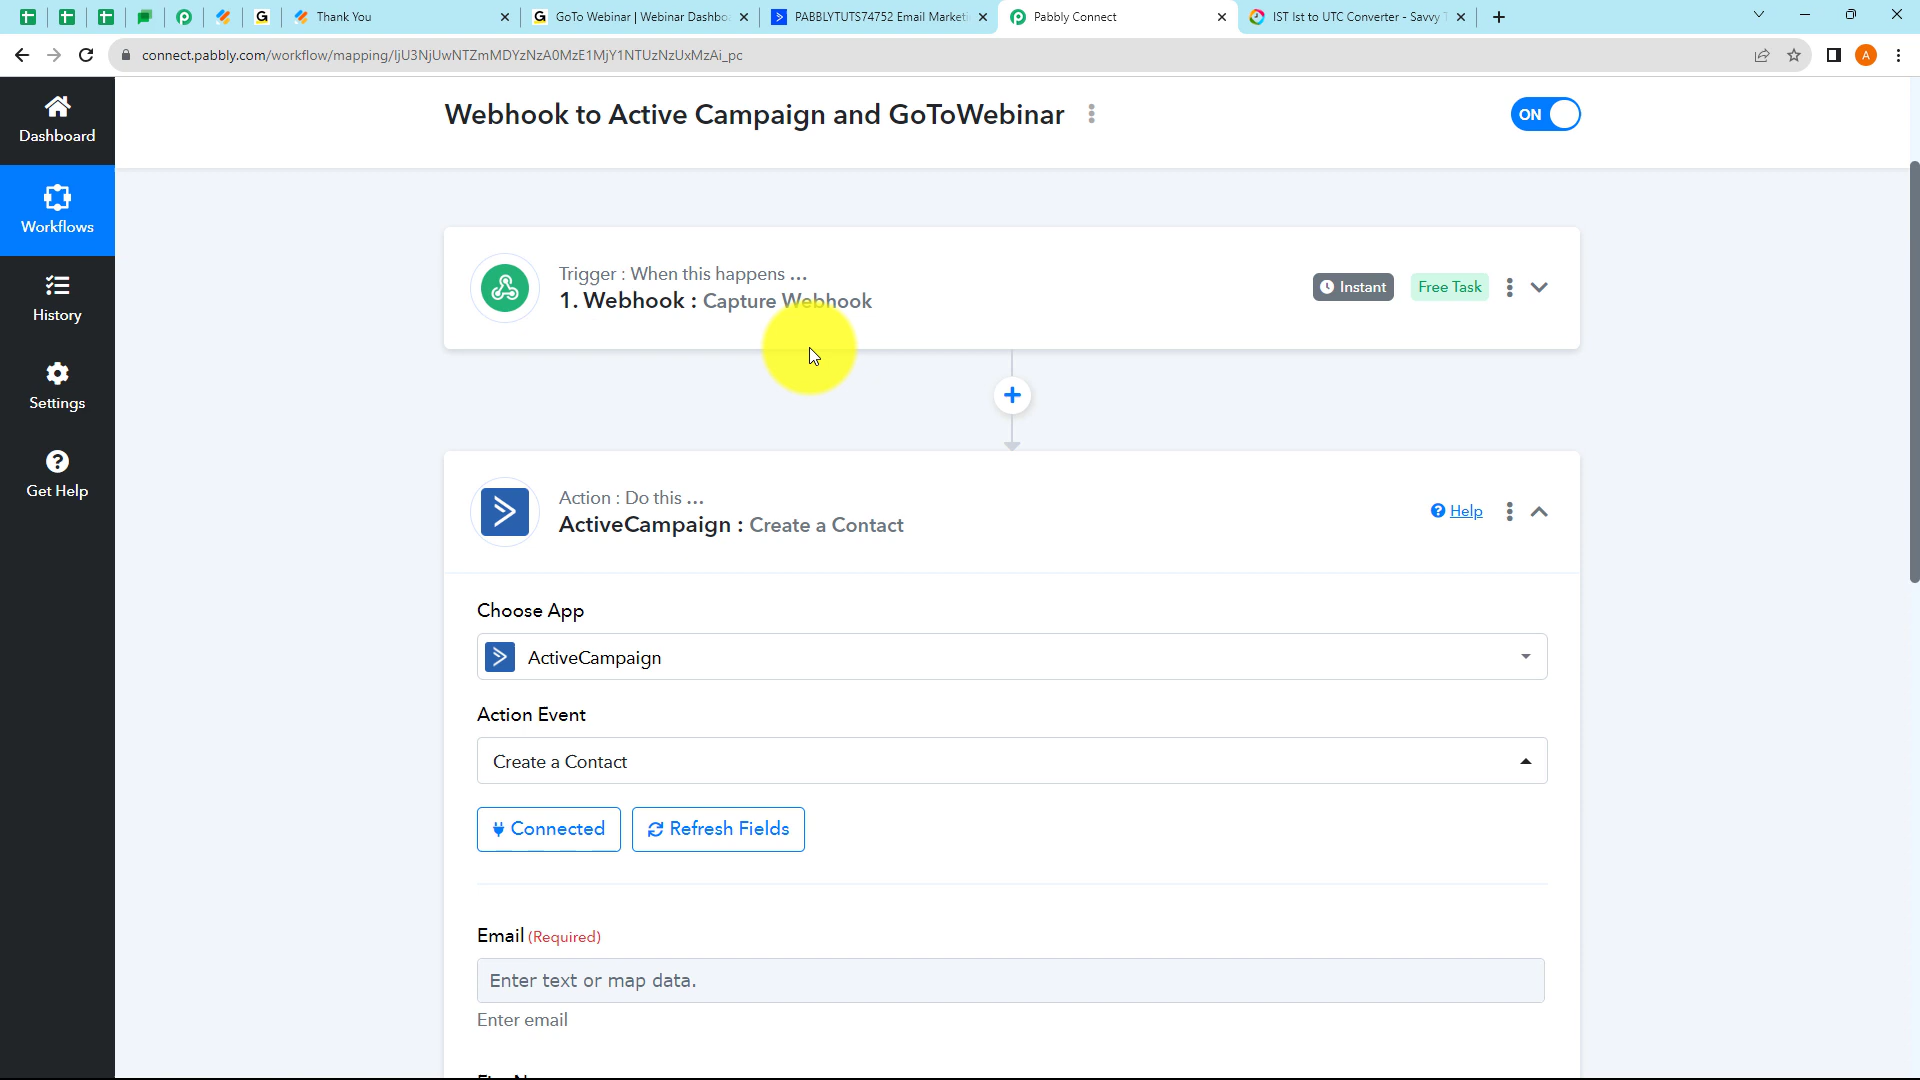 Thank You
GoTo Webinar | Webinar Dashbo
PABBLYTUTS74752 Email Marketi
Pabbly Connect
IST Ist to UTC Converter - Savvy T
connect.pabbly.com/workflow/mapping/
A
Dashboard
Webhook to Active Campaign and GoToWebinar
ON
Workflows
Trigger : When this happens ...
1. Webhook : Capture Webhook
Instant
Free Task
History
Settings
Get Help
Action : Do this ...
ActiveCampaign : Create a Contact
Help
Choose App
ActiveCampaign
Action Event
Create a Contact
Connected
Refresh Fields
Email (Required)
Enter text or map data.
Enter email